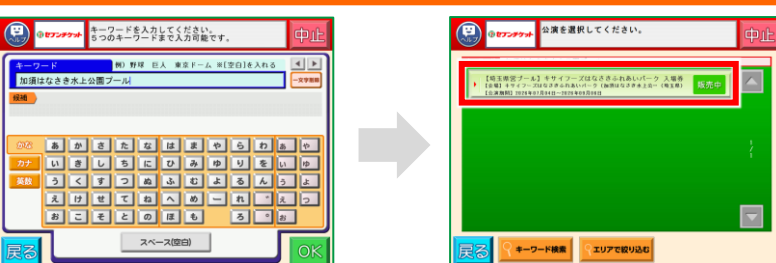 ヘルプ
セブンチケット
キーワードを入力してください。
5つのキーワードまで入力可能です。
中止
キーワード
例) 野球 巨人 東京ドーム ※[空白]を入れる
加須はなさき水上公園プール
一文字削除
候補
かな
あ か さ た な は ま や ら わ ぁ ゃ
カナ
い き し ち に ひ み ゆ り を ぃ ゅ
英数
う く す つ ぬ ふ む よ る ん ぅ ょ
え け せ て ね へ め ー れ ゛ ぇ っ
お こ そ と の ほ も ろ ゜ ぉ
戻る
スペース(空白)
OK
ヘルプ
セブンチケット
公演を選択してください。
中止
【埼玉県営プール】キサイフーズはなさきふれあいパーク 入場券
販売中
1/1
戻る
キーワード検索
エリアで絞り込む